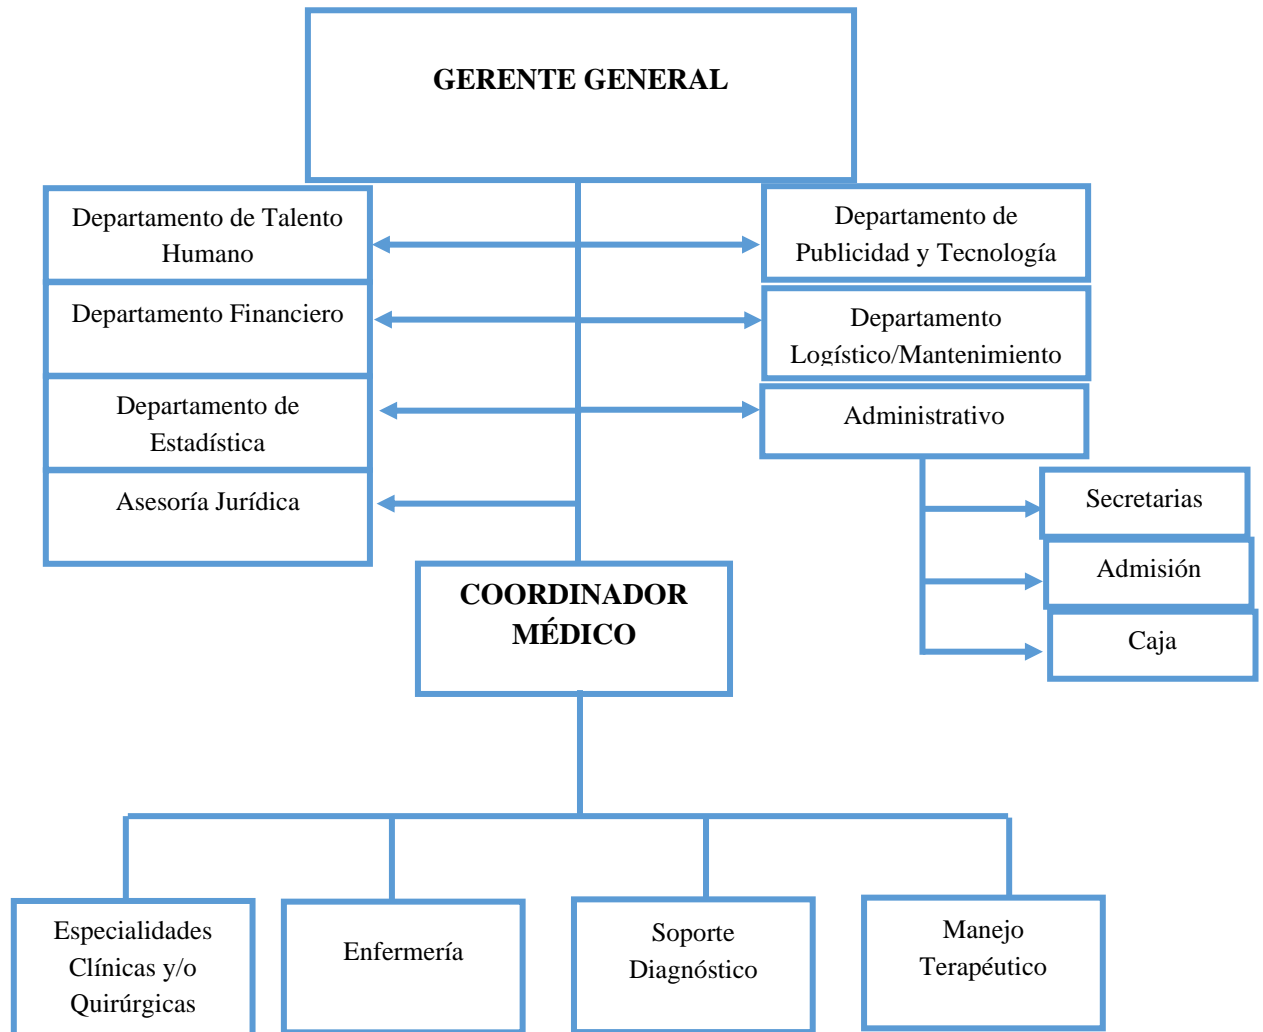 GERENTE GENERAL
Departamento de Talento
Humano
Departamento de
Publicidad y Tecnología
Departamento Financiero
Departamento
Logístico/Mantenimiento
Departamento de
Estadística
Administrativo
Asesoría Jurídica
Secretarias
Admisión
Caja
COORDINADOR
MÉDICO
Especialidades
Clínicas y/o
Quirúrgicas
Enfermería
Soporte
Diagnóstico
Manejo
Terapéutico